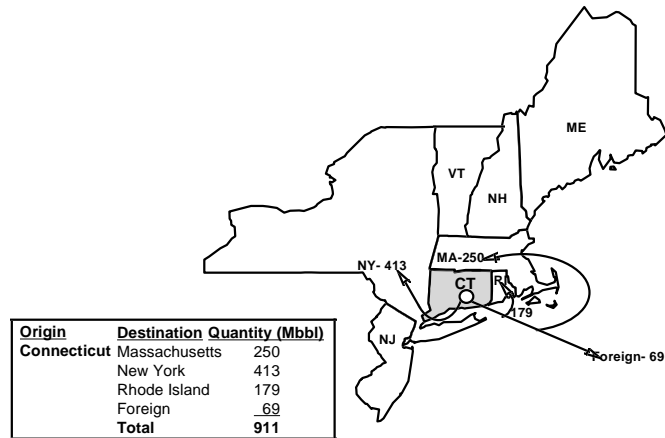 ME
VT
NH
MA-250
NY- 413
CT
RI
179
Foreign- 69
NJ
Origin Destination Quantity (Mbbl)
Connecticut Massachusetts 250
New York 413
Rhode Island 179
Foreign 69
Total 911